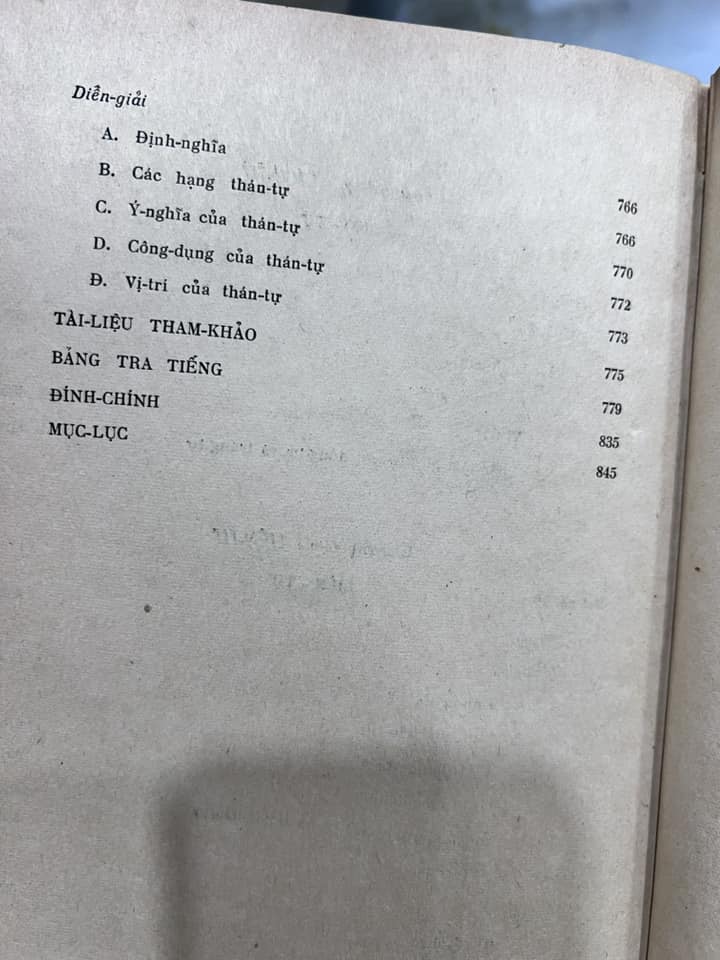 Diễn-giải
A. Định-nghĩa 766
B. Các hạng thán-tự 766
C. Ý-nghĩa của thán-tự 770
D. Công-dụng của thán-tự 772
Đ. Vị-trí của thán-tự 773
TÀI-LIỆU THAM-KHẢO 775
BẢNG TRA TIẾNG 779
ĐÍNH-CHÍNH 835
MỤC-LỤC 845